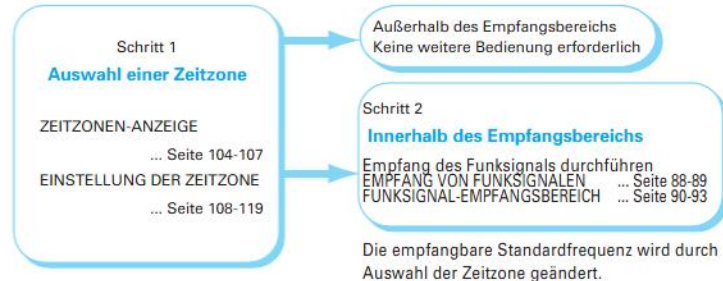 Schritt 1
Auswahl einer Zeitzone
ZEITZONEN-ANZEIGE
... Seite 104-107
EINSTELLUNG DER ZEITZONE
... Seite 108-119
Außerhalb des Empfangsbereichs
Keine weitere Bedienung erforderlich
Schritt 2
Innerhalb des Empfangsbereichs
Empfang des Funksignals durchführen
EMPFANG VON FUNKSIGNALEN ... Seite 88-89
FUNKSIGNAL-EMPFANGSBEREICH ... Seite 90-93
Die empfangbare Standardfrequenz wird durch
Auswahl der Zeitzone geändert.